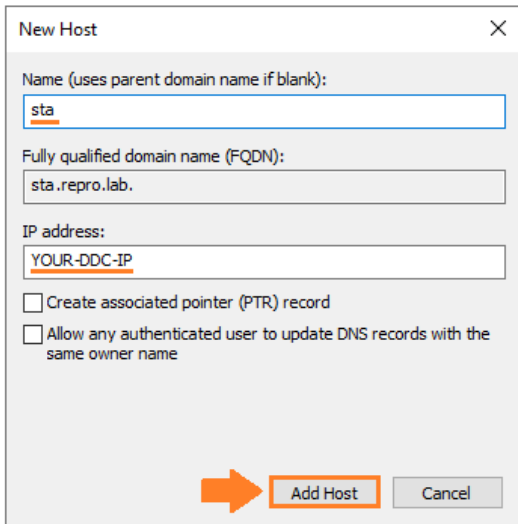 New Host
Name (uses parent domain name if blank):
sta
Fully qualified domain name (FQDN):
sta.repro.lab.
IP address:
YOUR-DDC-IP
Create associated pointer (PTR) record
Allow any authenticated user to update DNS records with the
same owner name
Add Host
Cancel